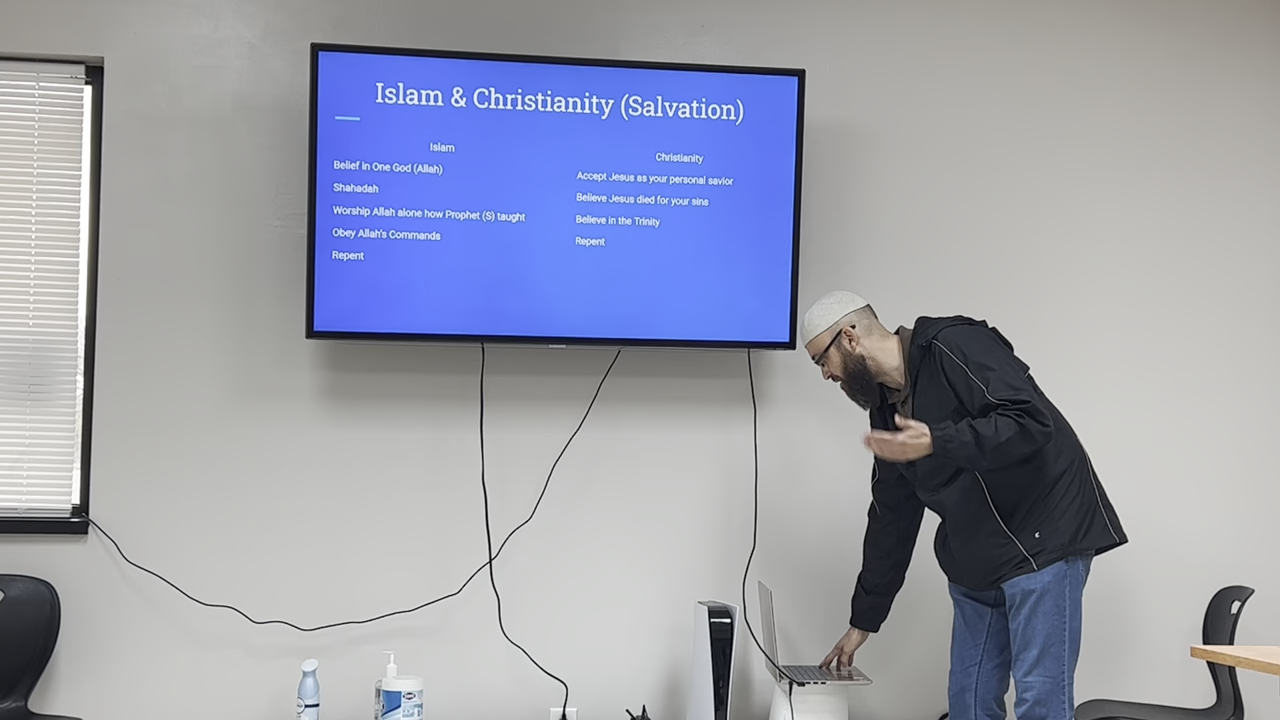 Islam & Christianity (Salvation)
Islam
Belief in One God (Allah)
Shahadah
Worship Allah alone how Prophet (S) taught
Obey Allah's Commands
Repent
Christianity
Accept Jesus as your personal savior
Believe Jesus died for your sins
Believe in the Trinity
Repent